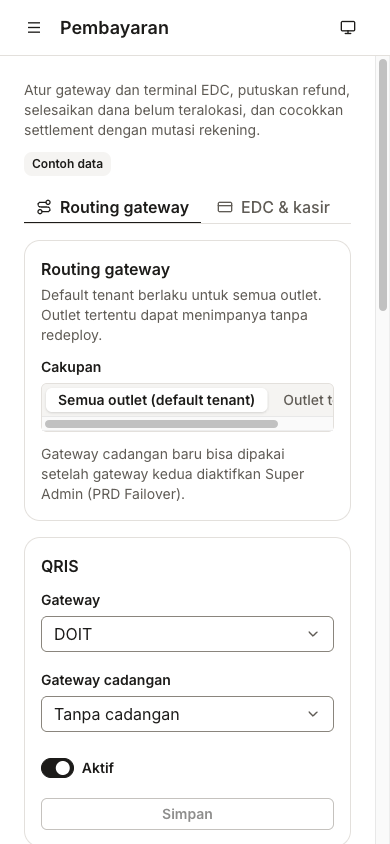 Pembayaran
Atur gateway dan terminal EDC, putuskan refund,
selesaikan dana belum teralokasi, dan cocokkan
settlement dengan mutasi rekening.
Contoh data
Routing gateway
EDC & kasir
Routing gateway
Default tenant berlaku untuk semua outlet.
Outlet tertentu dapat menimpanya tanpa
redeploy.
Cakupan
Semua outlet (default tenant)
Outlet t
Gateway cadangan baru bisa dipakai
setelah gateway kedua diaktifkan Super
Admin (PRD Failover).
QRIS
Gateway
DOIT
Gateway cadangan
Tanpa cadangan
Aktif
Simpan